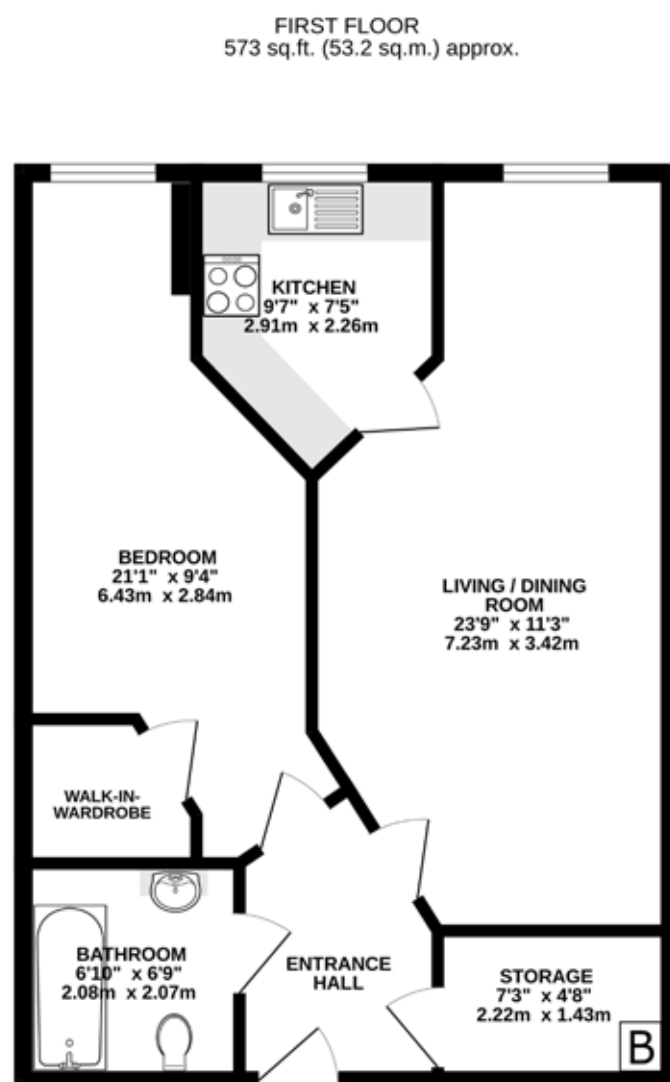 FIRST FLOOR
573 sq.ft. (53.2 sq.m.) approx.
KITCHEN
9'7" x 7'5"
2.91m x 2.26m
BEDROOM
21'1" x 9'4"
6.43m x 2.84m
LIVING / DINING
ROOM
23'9" x 11'3"
7.23m x 3.42m
WALK-IN-
WARDROBE
BATHROOM
6'10" x 6'9"
2.08m x 2.07m
ENTRANCE
HALL
STORAGE
7'3" x 4'8"
2.22m x 1.43m
B